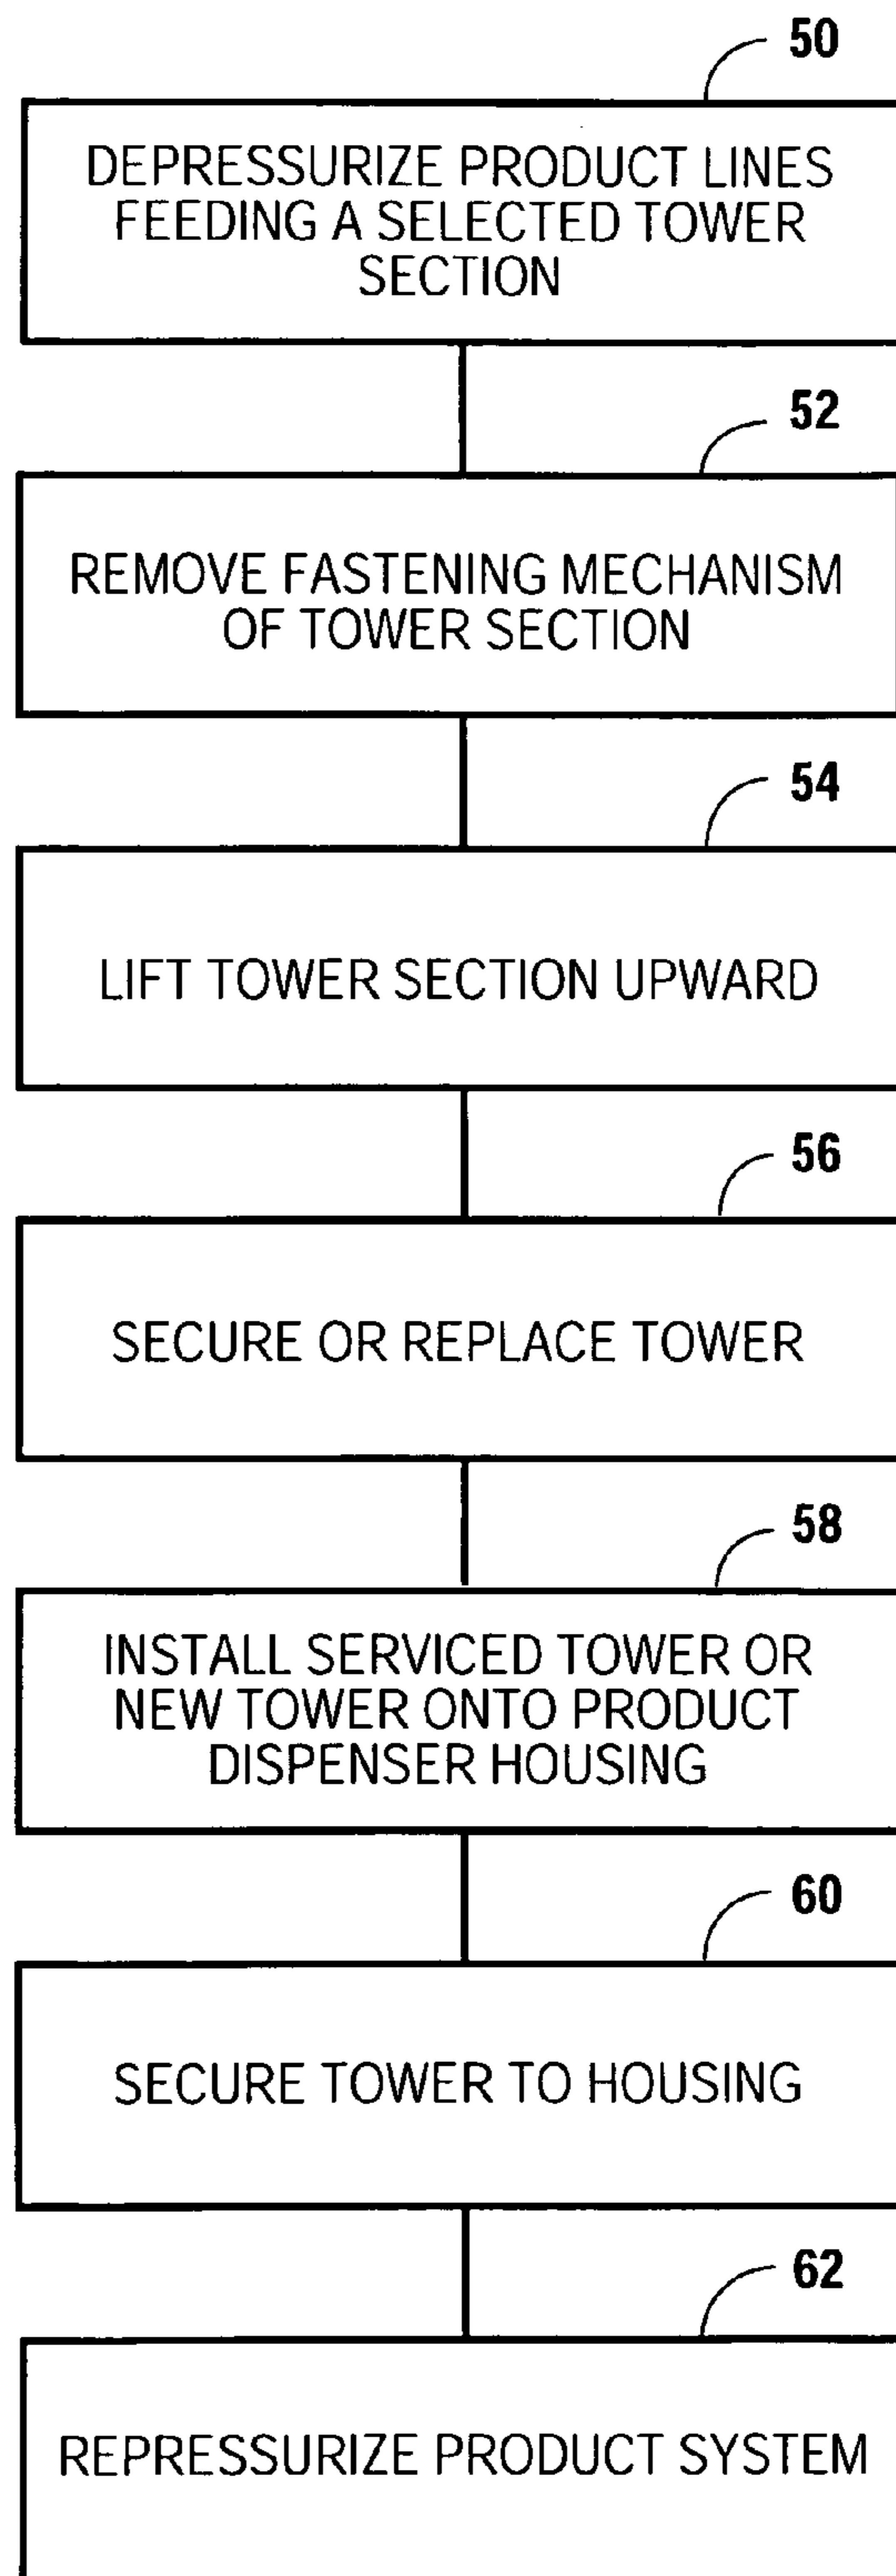 50
DEPRESSURIZE PRODUCT LINES
FEEDING A SELECTED TOWER
SECTION
52
REMOVE FASTENING MECHANISM
OF TOWER SECTION
54
LIFT TOWER SECTION UPWARD
56
SECURE OR REPLACE TOWER
58
INSTALL SERVICED TOWER OR
NEW TOWER ONTO PRODUCT
DISPENSER HOUSING
60
SECURE TOWER TO HOUSING
62
REPRESSURIZE PRODUCT SYSTEM